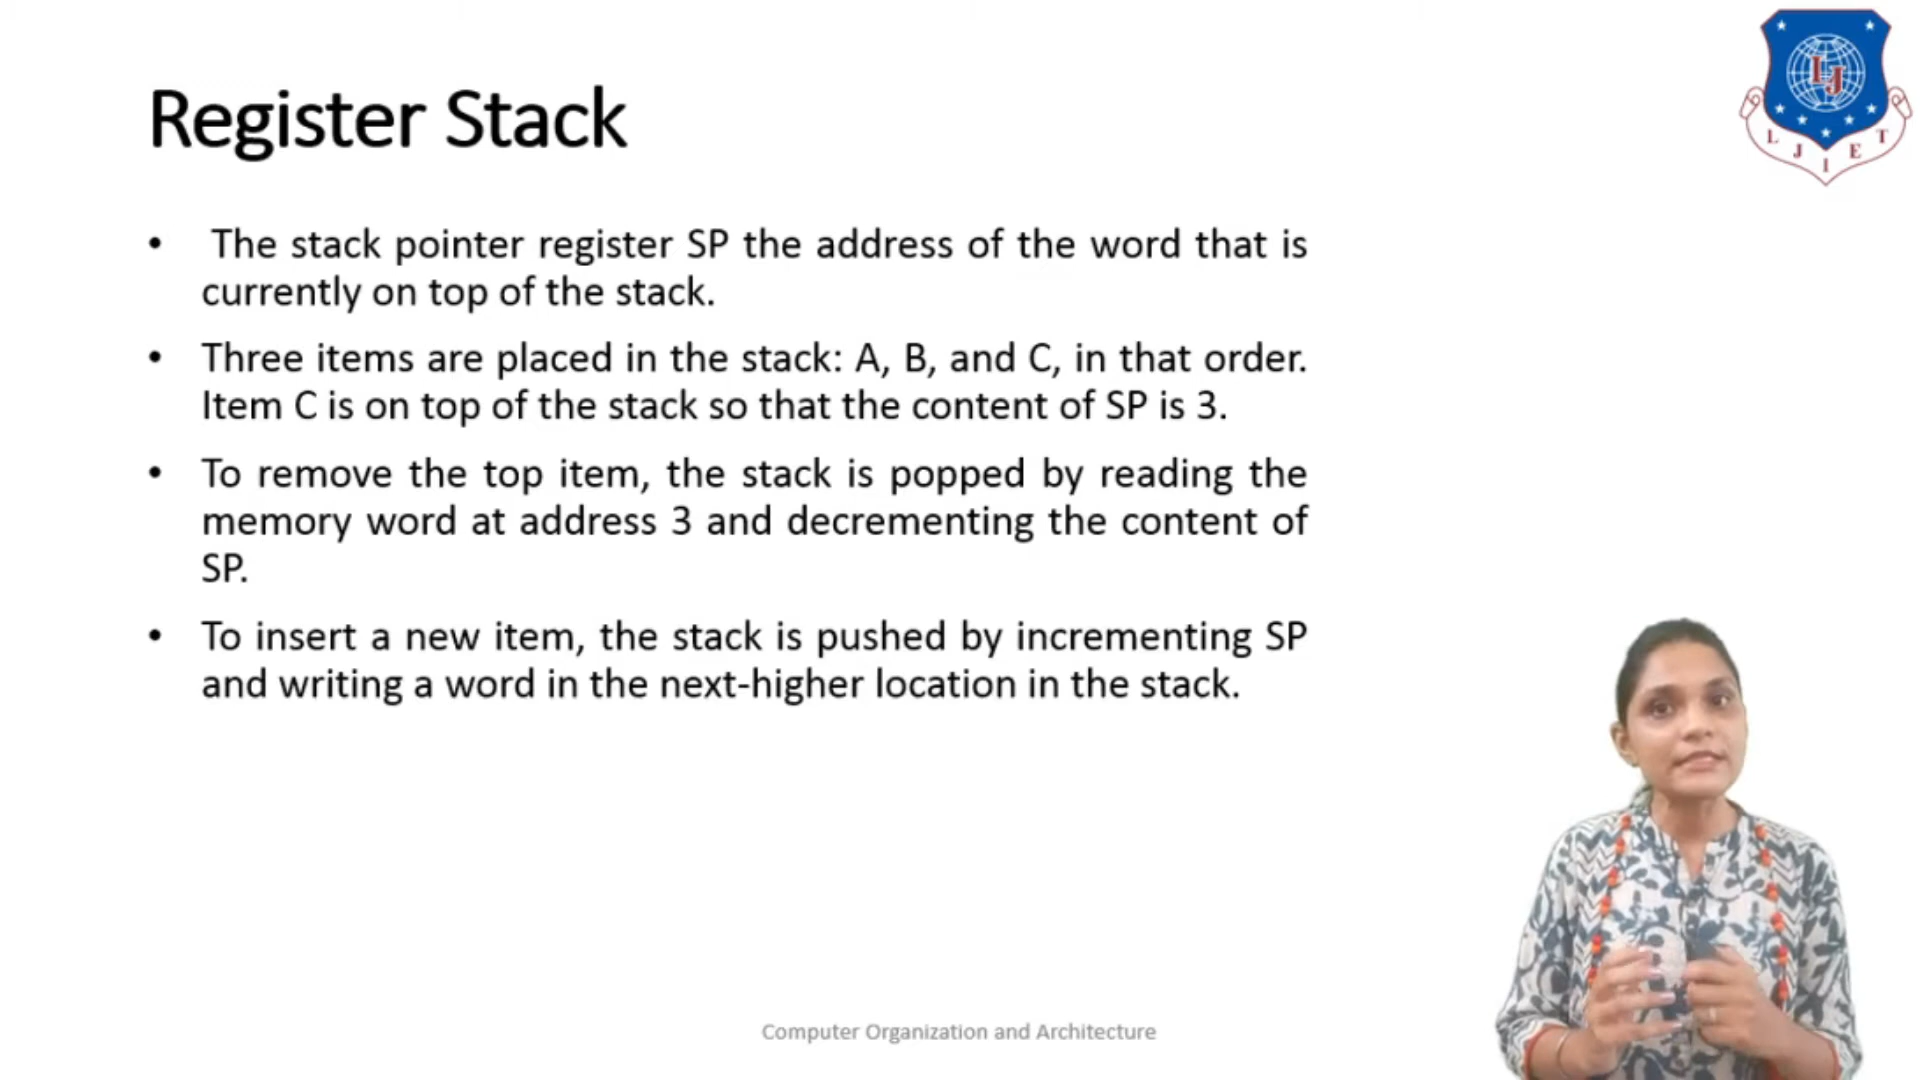 Register Stack
LJ
L J I E T
• The stack pointer register SP the address of the word that is
currently on top of the stack.
• Three items are placed in the stack: A, B, and C, in that order.
Item C is on top of the stack so that the content of SP is 3.
• To remove the top item, the stack is popped by reading the
memory word at address 3 and decrementing the content of
SP.
• To insert a new item, the stack is pushed by incrementing SP
and writing a word in the next-higher location in the stack.
Computer Organization and Architecture